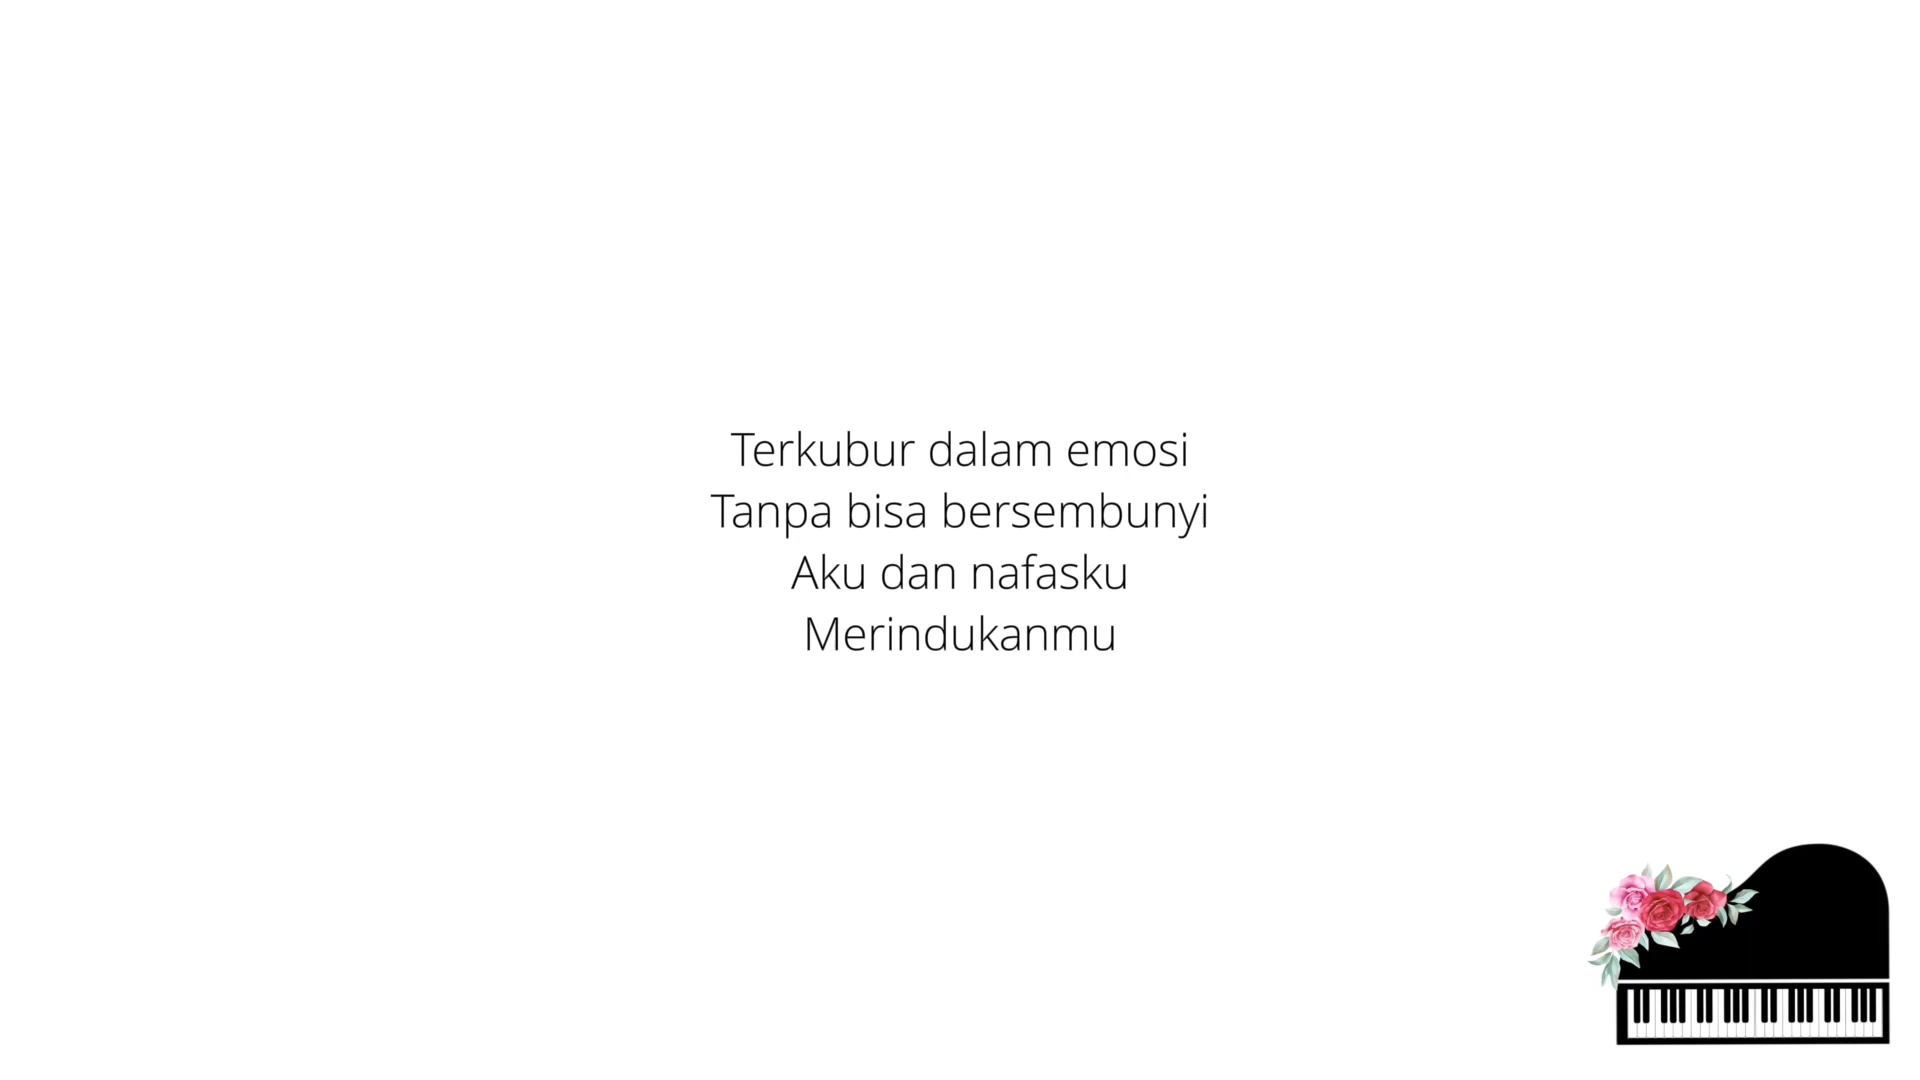 Terkubur dalam emosi
Tanpa bisa bersembunyi
Aku dan nafasku
Merindukanmu